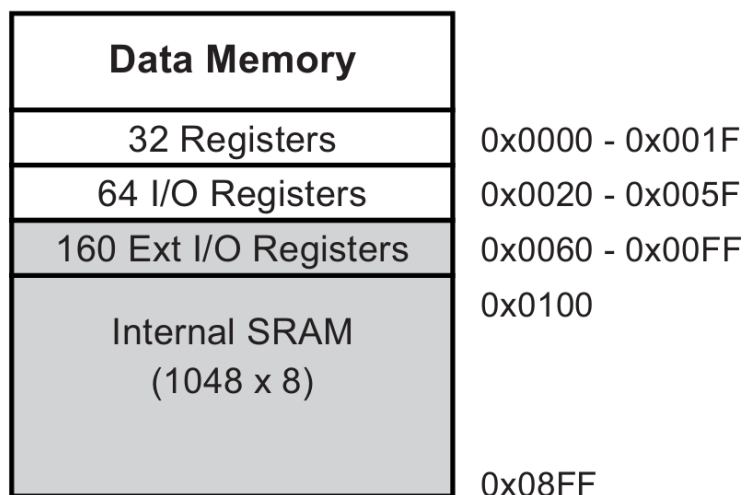 Data Memory
32 Registers 0x0000 - 0x001F
64 I/O Registers 0x0020 - 0x005F
160 Ext I/O Registers 0x0060 - 0x00FF
0x0100
Internal SRAM
(1048 x 8)
0x08FF